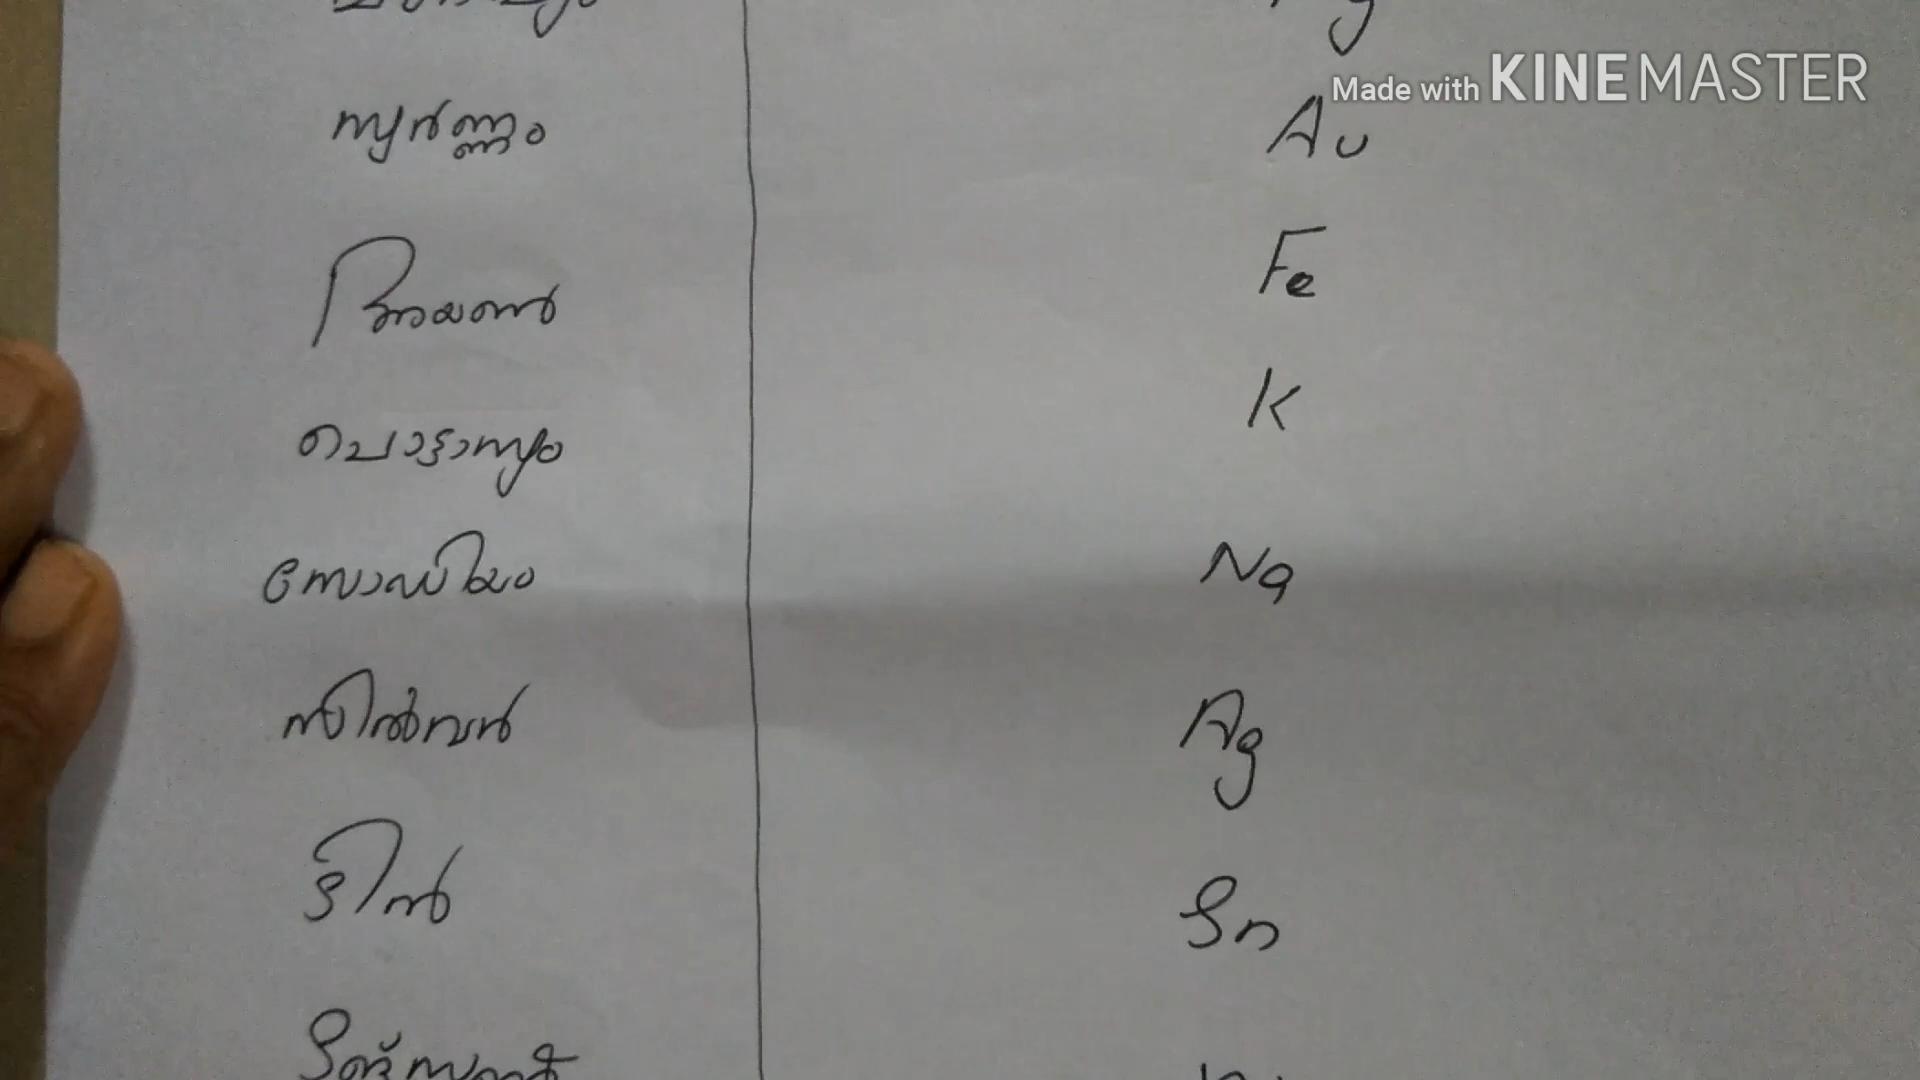 Made with KINEMASTER
സ്വർണ്ണം Au
അയൺ Fe
പൊട്ടാസ്യം K
സോഡിയം Na
സിൽവർ Ag
ടിൻ Sn